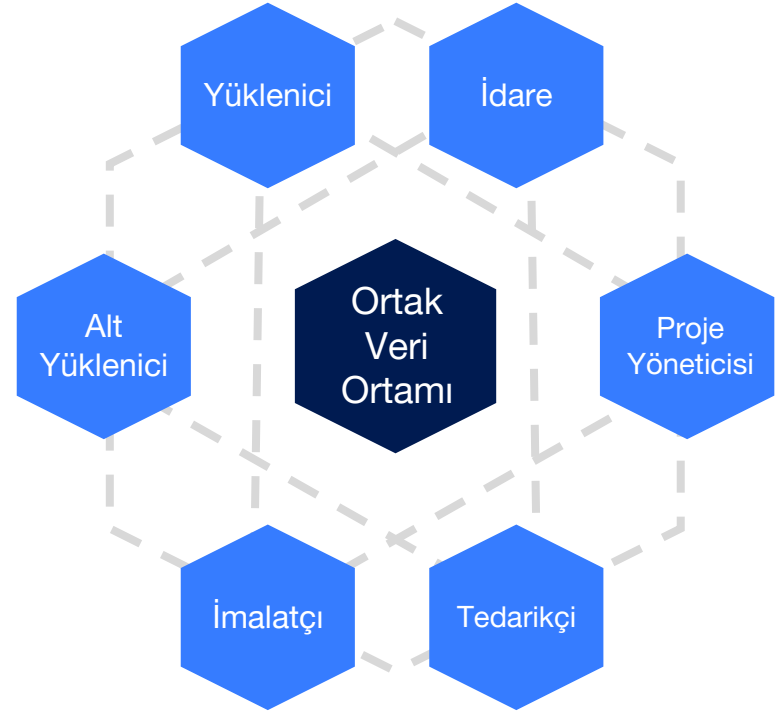 Yüklenici
İdare
Alt
Yüklenici
Ortak
Veri
Ortamı
Proje
Yöneticisi
İmalatçı
Tedarikçi